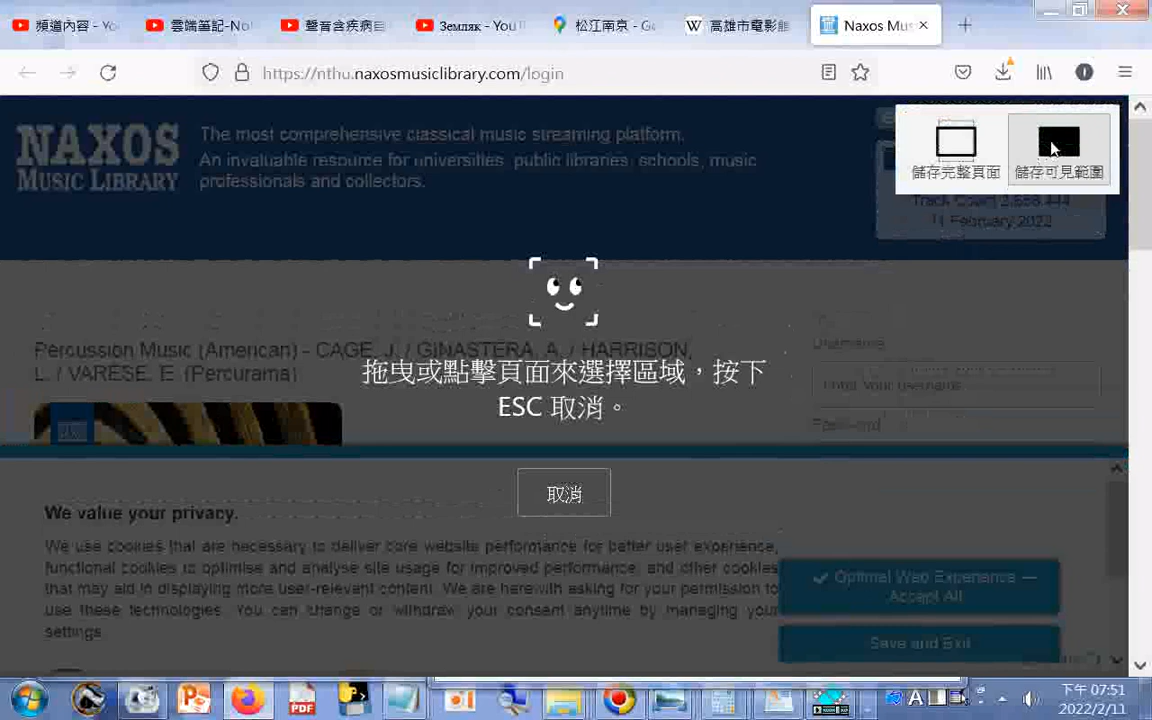 頻道內容 - Yo
雲端筆記-No
聲音含疾病目
Земляк - You
松江南京 - Go
高雄市電影館
Naxos Mus
https://nthu.naxosmusiclibrary.com/login
NAXOS
MUSIC LIBRARY
The most comprehensive classical music streaming platform.
An invaluable resource for universities, public libraries, schools, music
professionals and collectors.
儲存完整頁面
儲存可見範圍
11 February 2022
Percussion Music (American) - CAGE, J. / GINASTERA, A. / HARRISON,
L. / VARESE, E. (Percurama)
Username
Enter your username
Password
拖曳或點擊頁面來選擇區域，按下
ESC 取消。
取消
We value your privacy.
We use cookies that are necessary to deliver core website performance for better user experience,
functional cookies to optimise and analyse site usage for improved performance, and other cookies
that may aid in displaying more user-relevant content. We are here with asking for your permission to
use these technologies. You can change or withdraw your consent anytime by managing your
settings.
Optimal Web Experience —
Accept All
Save and Exit
PDF
A
下午 07:51
2022/2/11